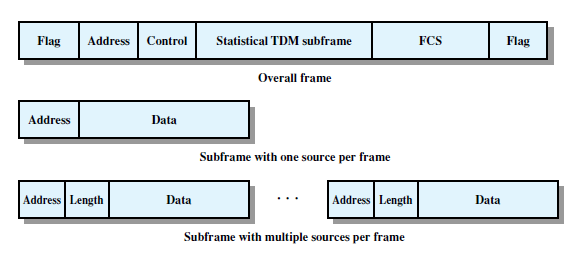 Flag Address Control Statistical TDM subframe FCS Flag
Overall frame
Address Data
Subframe with one source per frame
Address Length Data . . . Address Length Data
Subframe with multiple sources per frame